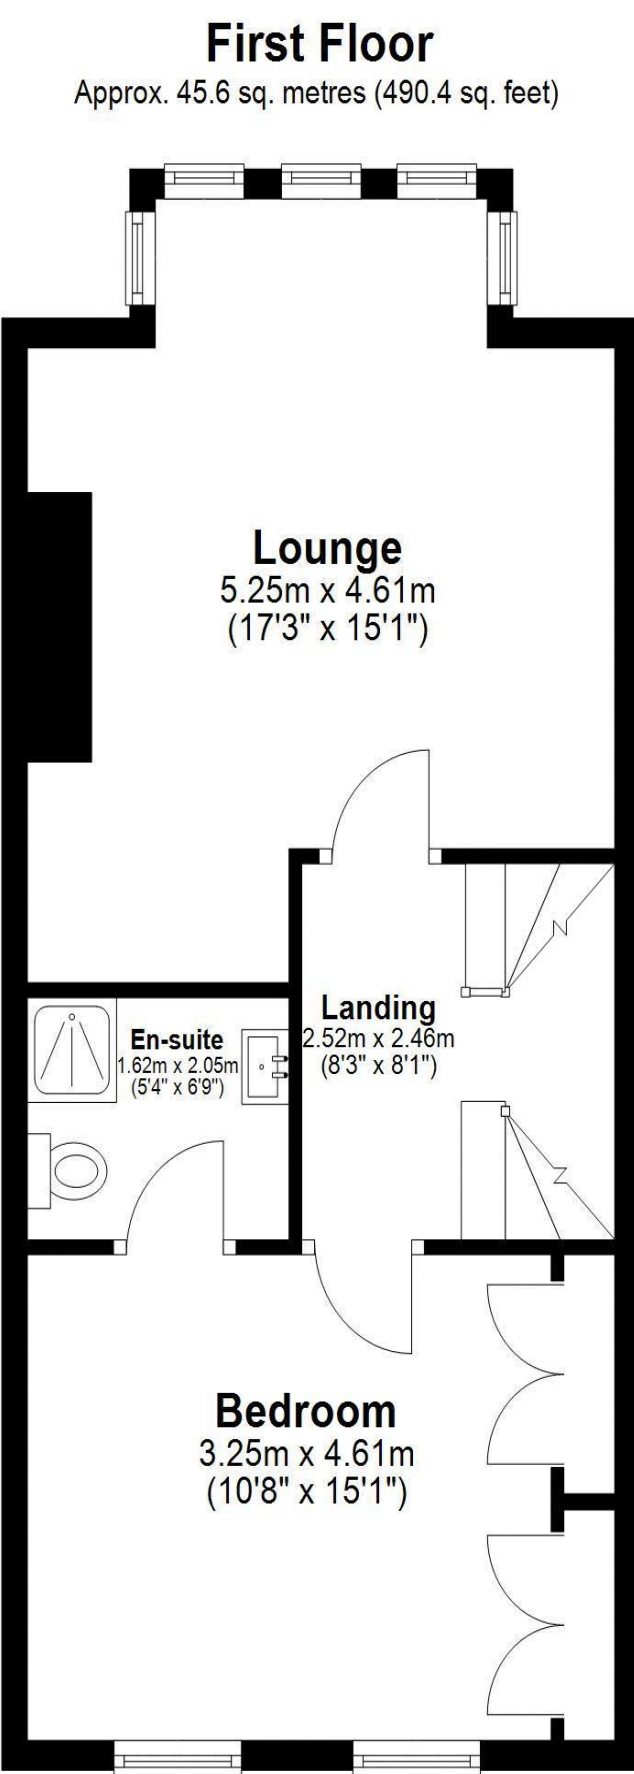 First Floor
Approx. 45.6 sq. metres (490.4 sq. feet)
Lounge
5.25m x 4.61m
(17'3" x 15'1")
Landing
2.52m x 2.46m
(8'3" x 8'1")
En-suite
1.62m x 2.05m
(5'4" x 6'9")
Bedroom
3.25m x 4.61m
(10'8" x 15'1")